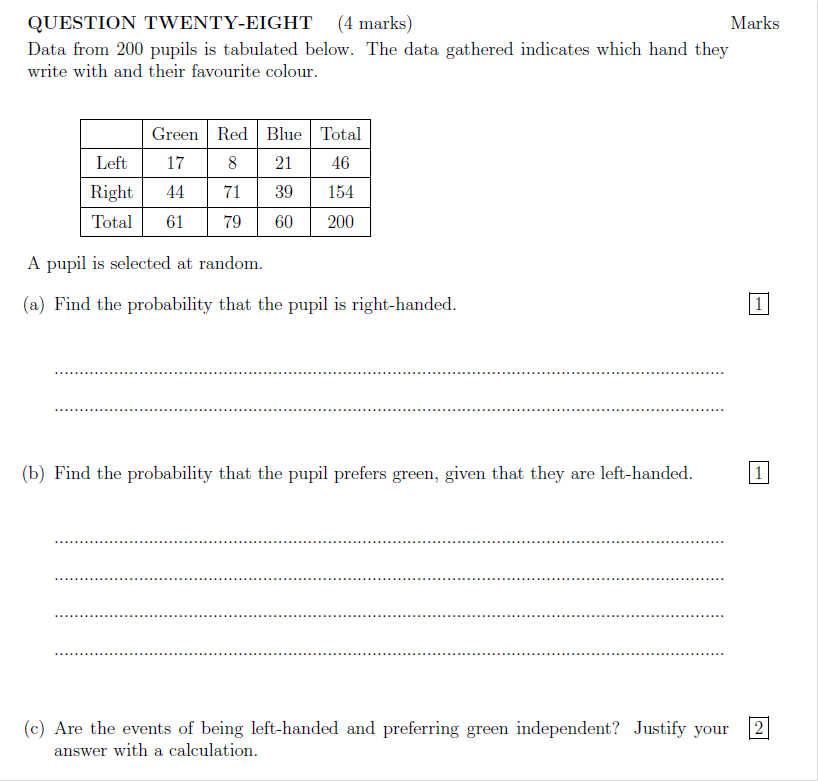 QUESTION TWENTY-EIGHT (4 marks) Marks
Data from 200 pupils is tabulated below. The data gathered indicates which hand they
write with and their favourite colour.
Green Red Blue Total
Left 17 8 21 46
Right 44 71 39 154
Total 61 79 60 200
A pupil is selected at random.
(a) Find the probability that the pupil is right-handed. 1
(b) Find the probability that the pupil prefers green, given that they are left-handed. 1
(c) Are the events of being left-handed and preferring green independent? Justify your 2
answer with a calculation.